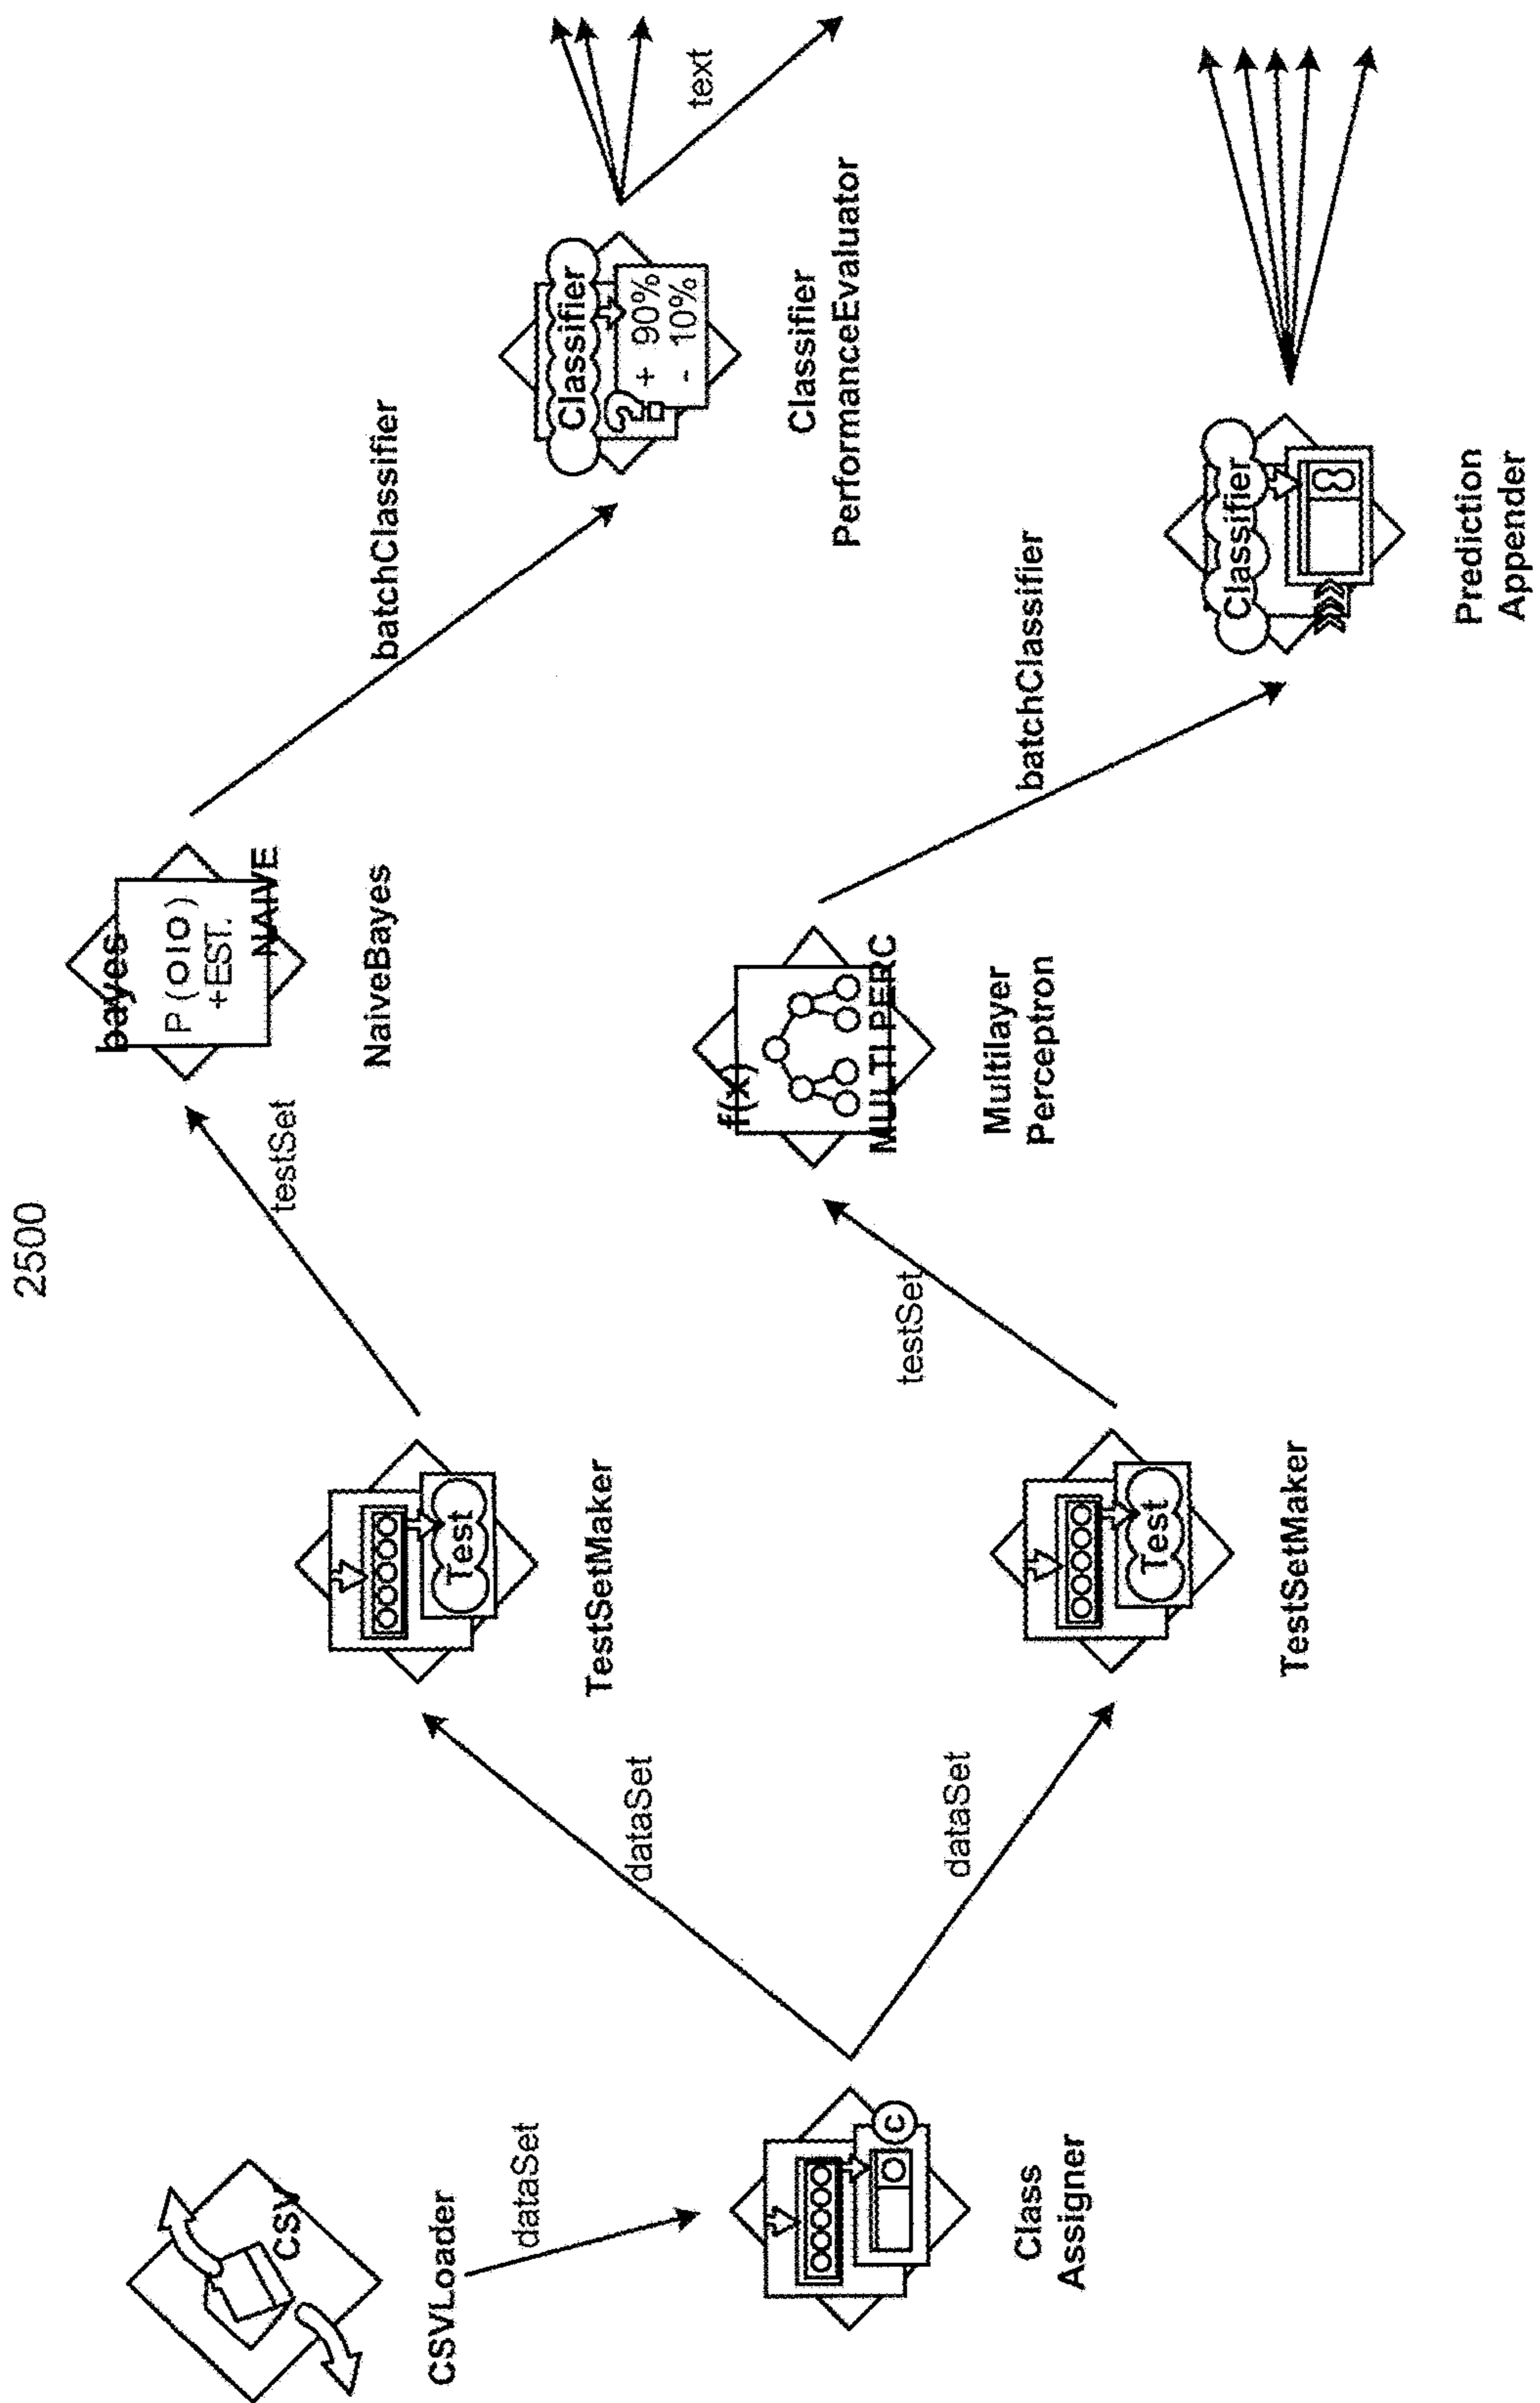 2500
CSV
CSVLoader
dataSet
C
Class
Assigner
dataSet
dataSet
Test
TestSetMaker
Test
TestSetMaker
testSet
testSet
bayes
P(OIO)
+EST.
NAIVE
NaiveBayes
f(x)
MULTI PERC
Multilayer
Perceptron
batchClassifier
batchClassifier
Classifier
? + 90%
- 10%
Classifier
PerformanceEvaluator
text
Classifier
Prediction
Appender